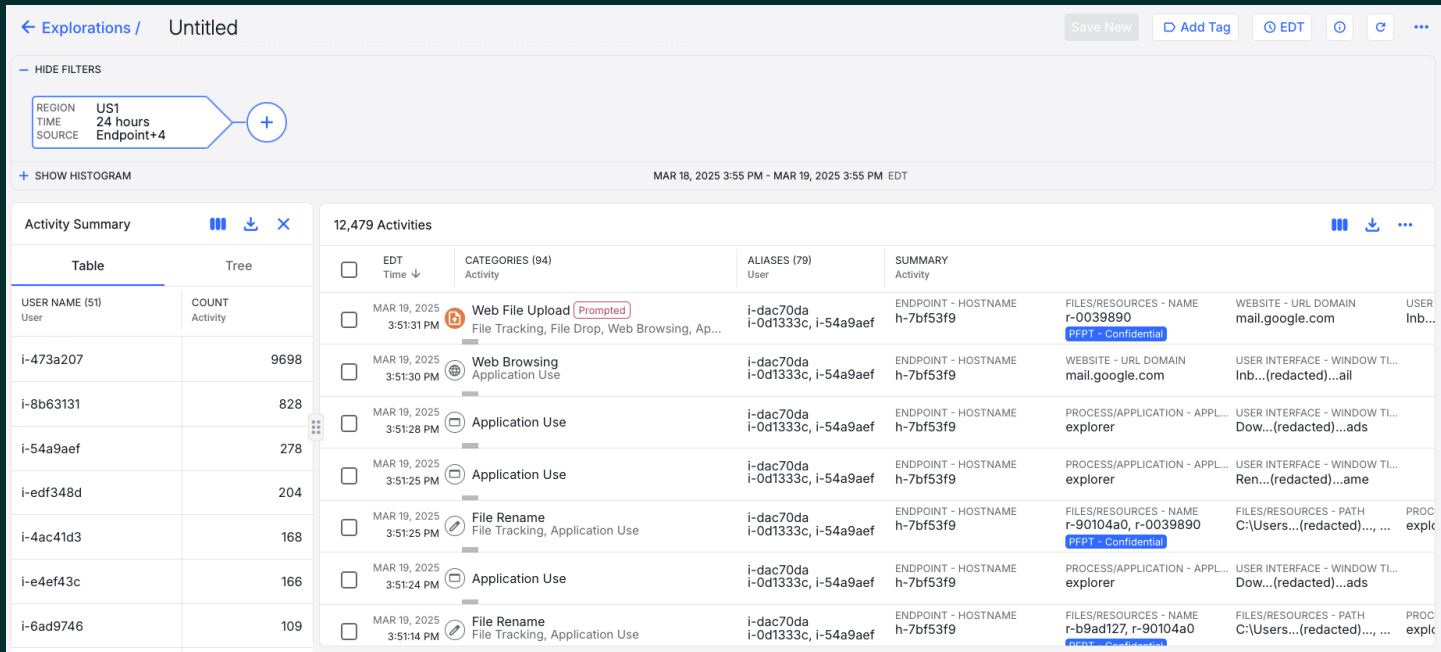 Explorations / Untitled
Save New Add Tag EDT
HIDE FILTERS
REGION US1
TIME 24 hours
SOURCE Endpoint+4
SHOW HISTOGRAM MAR 18, 2025 3:55 PM - MAR 19, 2025 3:55 PM EDT
Activity Summary
Table Tree
USER NAME (51) COUNT
User Activity
i-473a207 9698
i-8b63131 828
i-54a9aef 278
i-edf348d 204
i-4ac41d3 168
i-e4ef43c 166
i-6ad9746 109
12,479 Activities
EDT CATEGORIES (94) ALIASES (79) SUMMARY
Time Activity User Activity
MAR 19, 2025 Web File Upload Prompted i-dac70da ENDPOINT - HOSTNAME FILES/RESOURCES - NAME WEBSITE - URL DOMAIN USER
3:51:31 PM File Tracking, File Drop, Web Browsing, Ap... i-0d1333c, i-54a9aef h-7bf53f9 r-0039890 mail.google.com Inb...
PFPT - Confidential
MAR 19, 2025 Web Browsing i-dac70da ENDPOINT - HOSTNAME WEBSITE - URL DOMAIN USER INTERFACE - WINDOW TI...
3:51:30 PM Application Use i-0d1333c, i-54a9aef h-7bf53f9 mail.google.com Inb...(redacted)...ail
MAR 19, 2025 Application Use i-dac70da ENDPOINT - HOSTNAME PROCESS/APPLICATION - APPL... USER INTERFACE - WINDOW TI...
3:51:28 PM i-0d1333c, i-54a9aef h-7bf53f9 explorer Dow...(redacted)...ads
MAR 19, 2025 Application Use i-dac70da ENDPOINT - HOSTNAME PROCESS/APPLICATION - APPL... USER INTERFACE - WINDOW TI...
3:51:25 PM i-0d1333c, i-54a9aef h-7bf53f9 explorer Ren...(redacted)...ame
MAR 19, 2025 File Rename i-dac70da ENDPOINT - HOSTNAME FILES/RESOURCES - NAME FILES/RESOURCES - PATH PROC
3:51:25 PM File Tracking, Application Use i-0d1333c, i-54a9aef h-7bf53f9 r-90104a0, r-0039890 C:\Users...(redacted)..., ... explo
PFPT - Confidential
MAR 19, 2025 Application Use i-dac70da ENDPOINT - HOSTNAME PROCESS/APPLICATION - APPL... USER INTERFACE - WINDOW TI...
3:51:24 PM i-0d1333c, i-54a9aef h-7bf53f9 explorer Dow...(redacted)...ads
MAR 19, 2025 File Rename i-dac70da ENDPOINT - HOSTNAME FILES/RESOURCES - NAME FILES/RESOURCES - PATH PROC
3:51:14 PM File Tracking, Application Use i-0d1333c, i-54a9aef h-7bf53f9 r-b9ad127, r-90104a0 C:\Users...(redacted)..., ... explo
PFPT - Confidential